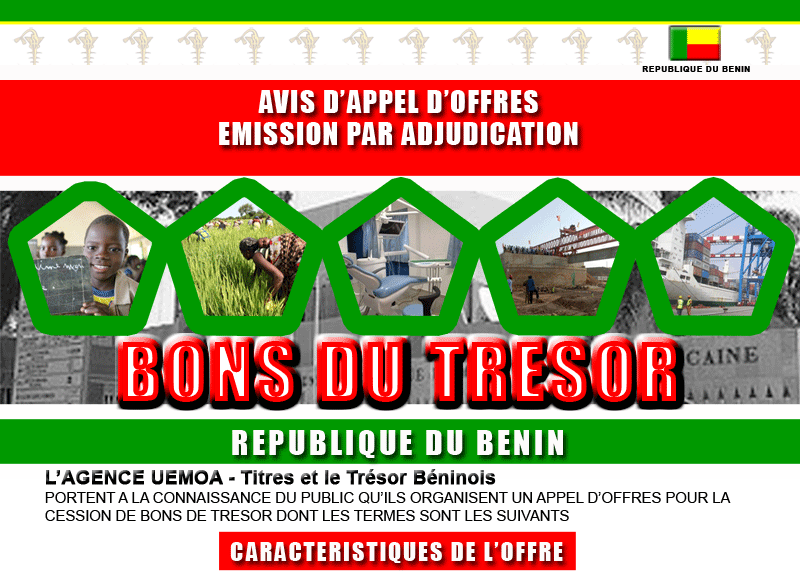 REPUBLIQUE DU BENIN
AVIS D'APPEL D'OFFRES
EMISSION PAR ADJUDICATION
CAINE
BONS DU TRESOR
REPUBLIQUE DU BENIN
L'AGENCE UEMOA - Titres et le Trésor Béninois
PORTENT A LA CONNAISSANCE DU PUBLIC QU'ILS ORGANISENT UN APPEL D'OFFRES POUR LA
CESSION DE BONS DE TRESOR DONT LES TERMES SONT LES SUIVANTS
CARACTERISTIQUES DE L'OFFRE